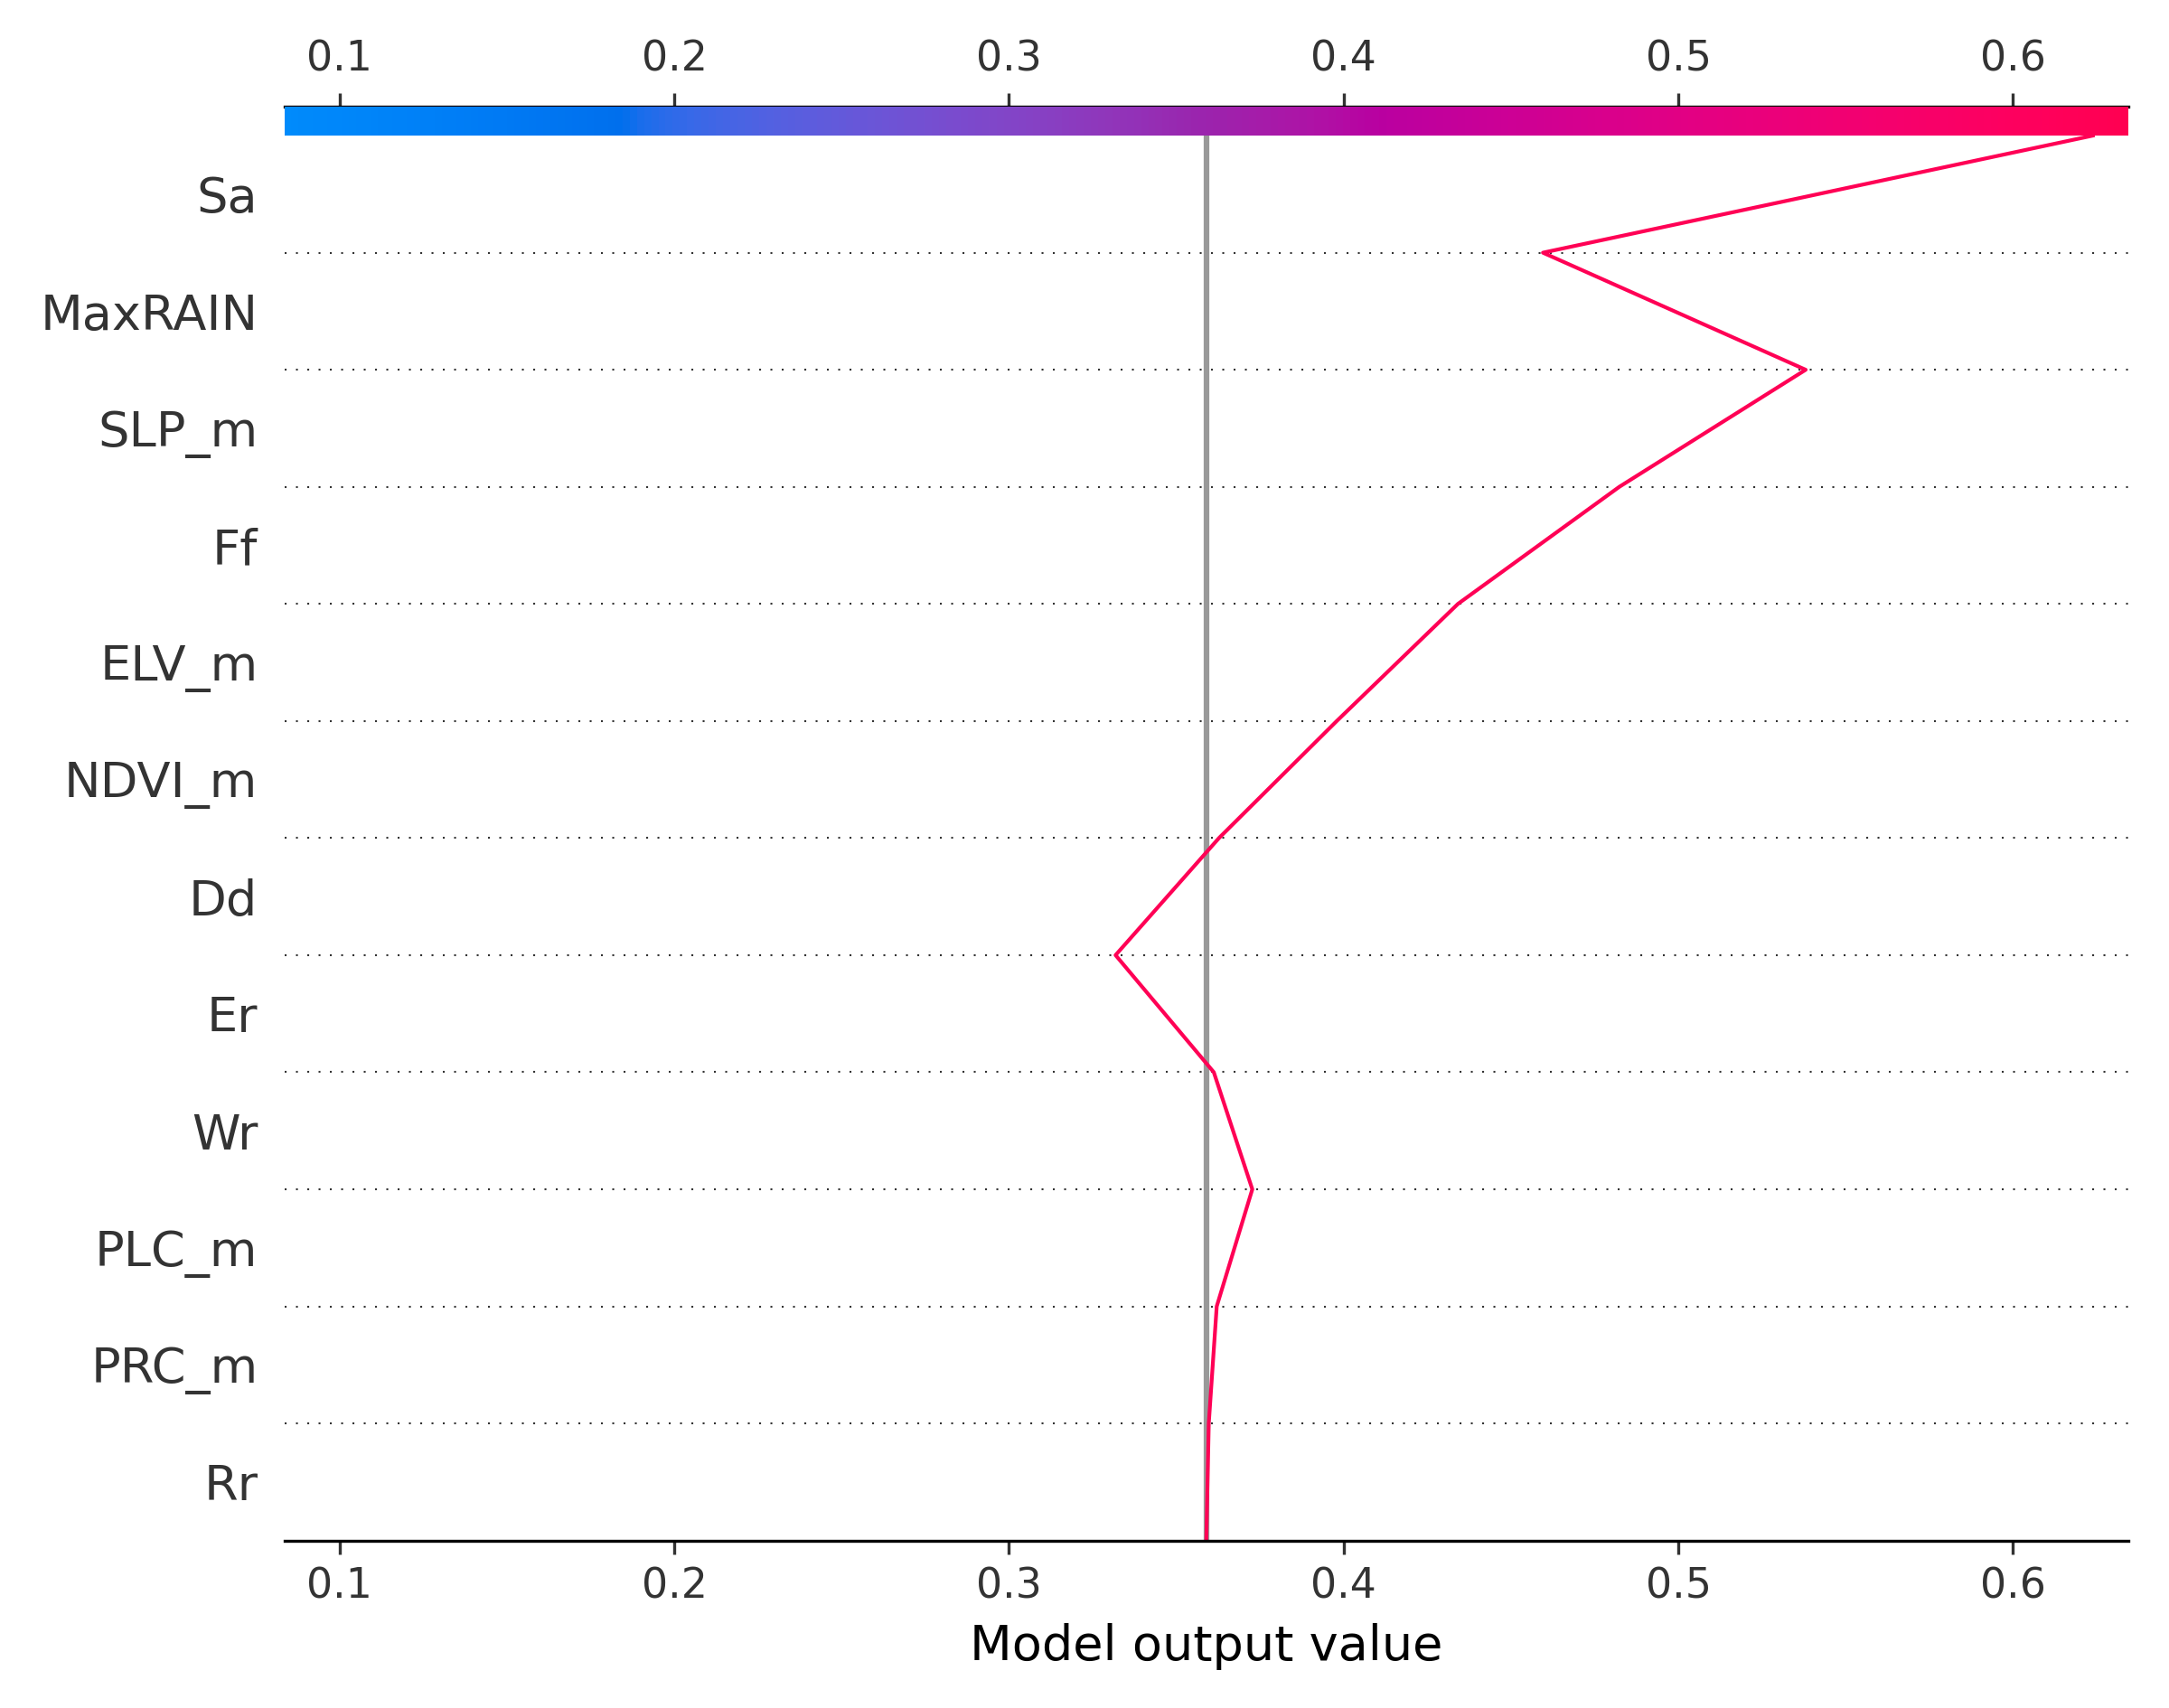 0.1 0.2 0.3 0.4 0.5 0.6
Sa
MaxRAIN
SLP_m
Ff
ELV_m
NDVI_m
Dd
Er
Wr
PLC_m
PRC_m
Rr
0.1 0.2 0.3 0.4 0.5 0.6
Model output value